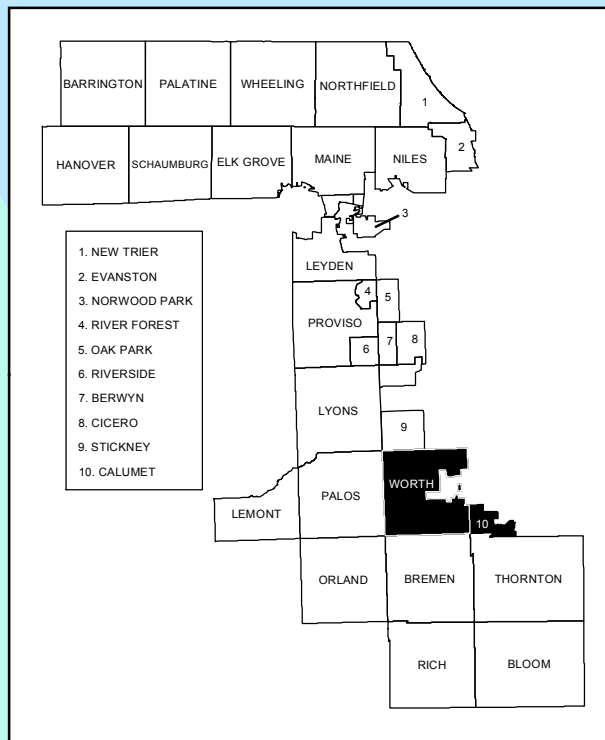 BARRINGTON PALATINE WHEELING NORTHFIELD 1
HANOVER SCHAUMBURG ELK GROVE MAINE NILES 2
3
LEYDEN
4 5
PROVISO
6 7 8
LYONS
9
WORTH
PALOS
LEMONT
10
ORLAND BREMEN THORNTON
RICH BLOOM
1. NEW TRIER
2. EVANSTON
3. NORWOOD PARK
4. RIVER FOREST
5. OAK PARK
6. RIVERSIDE
7. BERWYN
8. CICERO
9. STICKNEY
10. CALUMET